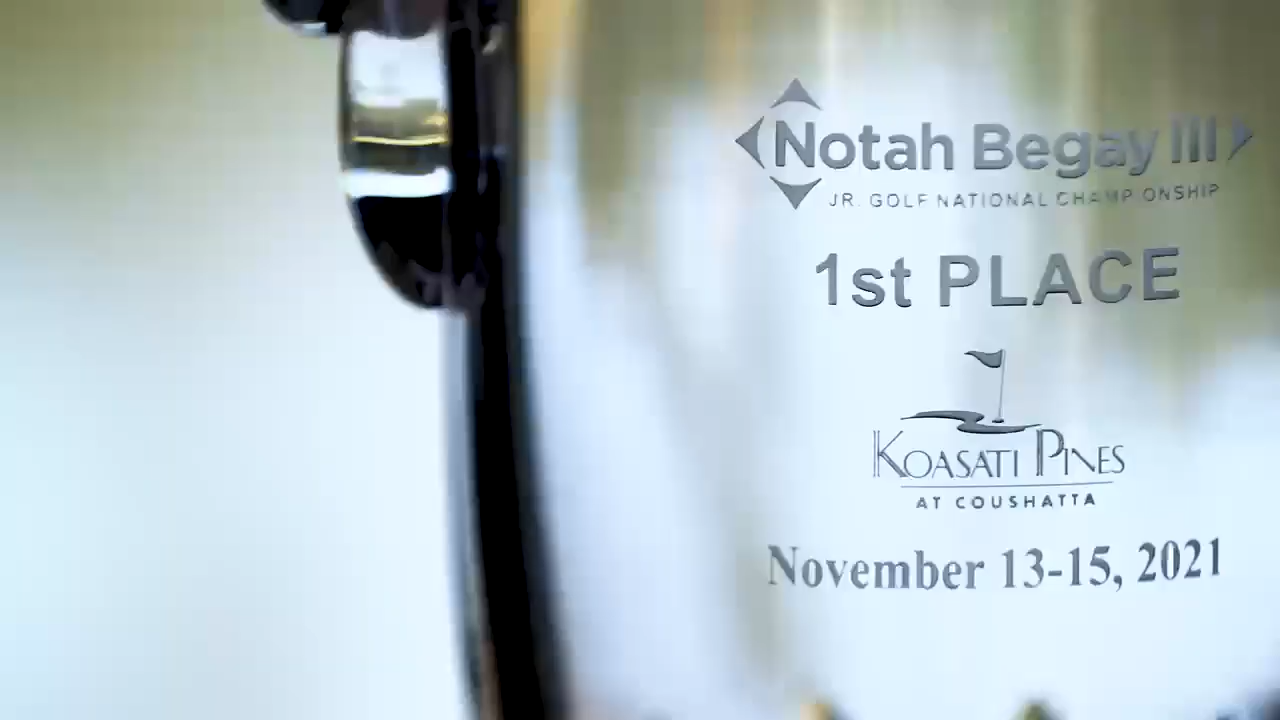 Notah Begay III
JR. GOLF NATIONAL CHAMPIONSHIP
1st PLACE
KOASATI PINES
AT COUSHATTA
November 13-15, 2021